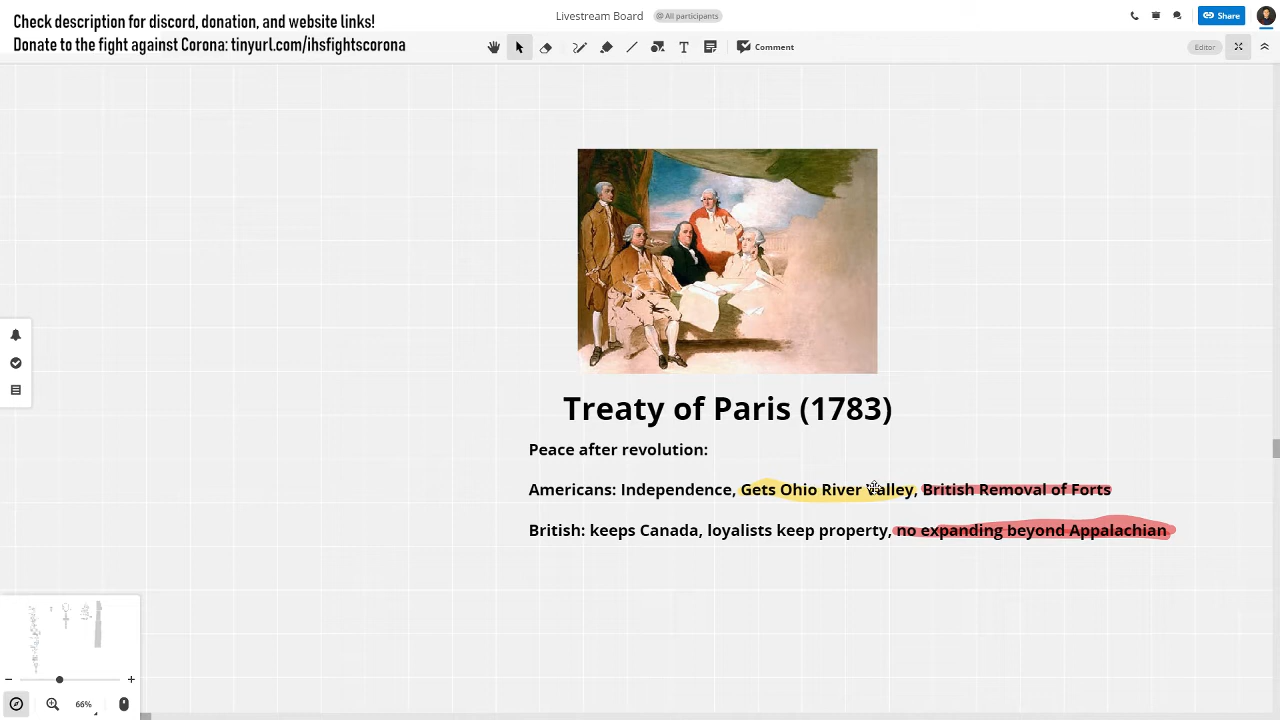 Check description for discord, donation, and website links!
Donate to the fight against Corona: tinyurl.com/ihsfightscorona
Livestream Board @ All participants
Share
Comment
Editor
Treaty of Paris (1783)
Peace after revolution:
Americans: Independence, Gets Ohio River Valley, British Removal of Forts
British: keeps Canada, loyalists keep property, no expanding beyond Appalachian
66%